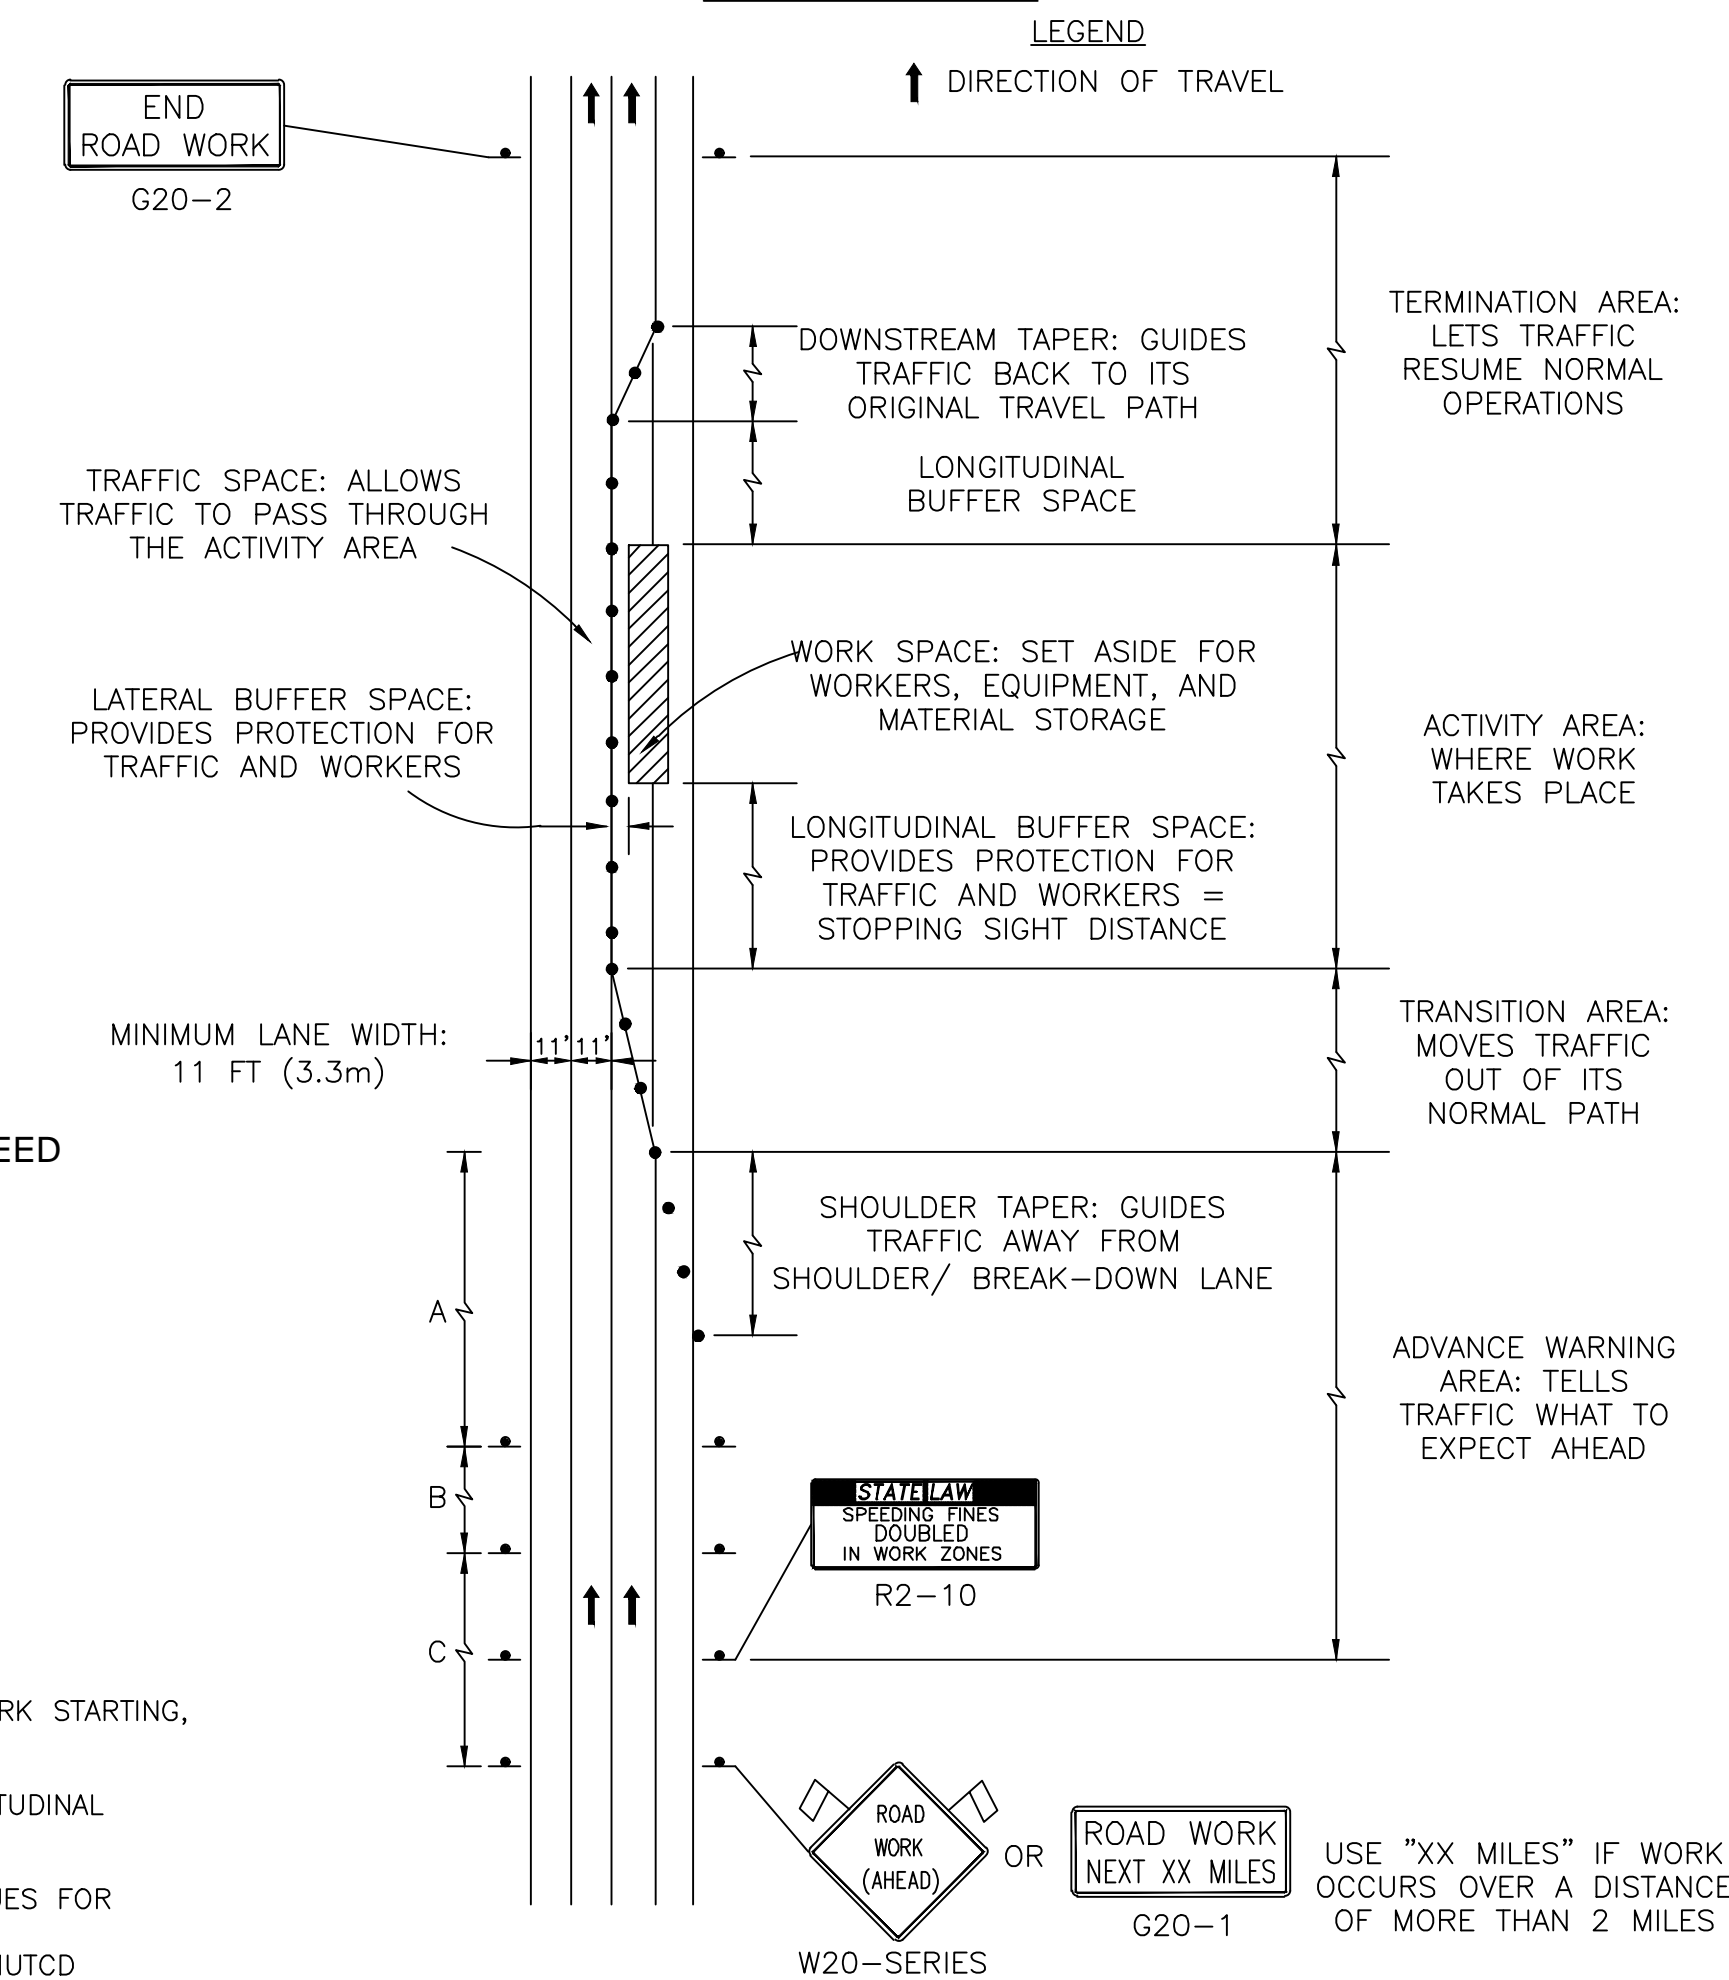 LEGEND
DIRECTION OF TRAVEL
END
ROAD WORK
G20-2
TERMINATION AREA:
LETS TRAFFIC
RESUME NORMAL
OPERATIONS
DOWNSTREAM TAPER: GUIDES
TRAFFIC BACK TO ITS
ORIGINAL TRAVEL PATH
LONGITUDINAL
BUFFER SPACE
TRAFFIC SPACE: ALLOWS
TRAFFIC TO PASS THROUGH
THE ACTIVITY AREA
WORK SPACE: SET ASIDE FOR
WORKERS, EQUIPMENT, AND
MATERIAL STORAGE
LATERAL BUFFER SPACE:
PROVIDES PROTECTION FOR
TRAFFIC AND WORKERS
ACTIVITY AREA:
WHERE WORK
TAKES PLACE
LONGITUDINAL BUFFER SPACE:
PROVIDES PROTECTION FOR
TRAFFIC AND WORKERS =
STOPPING SIGHT DISTANCE
MINIMUM LANE WIDTH:
11 FT (3.3m)
11' 11'
TRANSITION AREA:
MOVES TRAFFIC
OUT OF ITS
NORMAL PATH
EED
SHOULDER TAPER: GUIDES
TRAFFIC AWAY FROM
SHOULDER/ BREAK-DOWN LANE
A
ADVANCE WARNING
AREA: TELLS
TRAFFIC WHAT TO
EXPECT AHEAD
B
STATE LAW
SPEEDING FINES
DOUBLED
IN WORK ZONES
R2-10
C
RK STARTING,
TUDINAL
UES FOR
MUTCD
ROAD
WORK
(AHEAD)
W20-SERIES
OR
ROAD WORK
NEXT XX MILES
G20-1
USE "XX MILES" IF WORK
OCCURS OVER A DISTANCE
OF MORE THAN 2 MILES